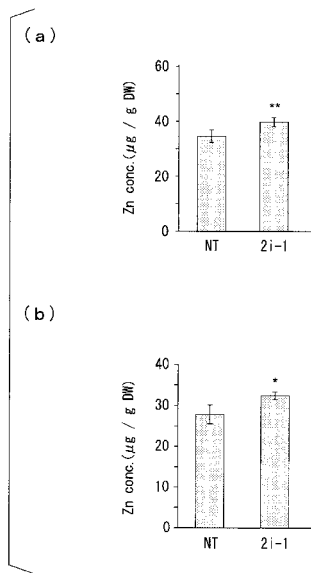 (a)
Zn conc.(μg / g DW)
60
40
20
0
**
NT 2i-1
(b)
Zn conc.(μg / g DW)
40
30
20
10
0
*
NT 2i-1